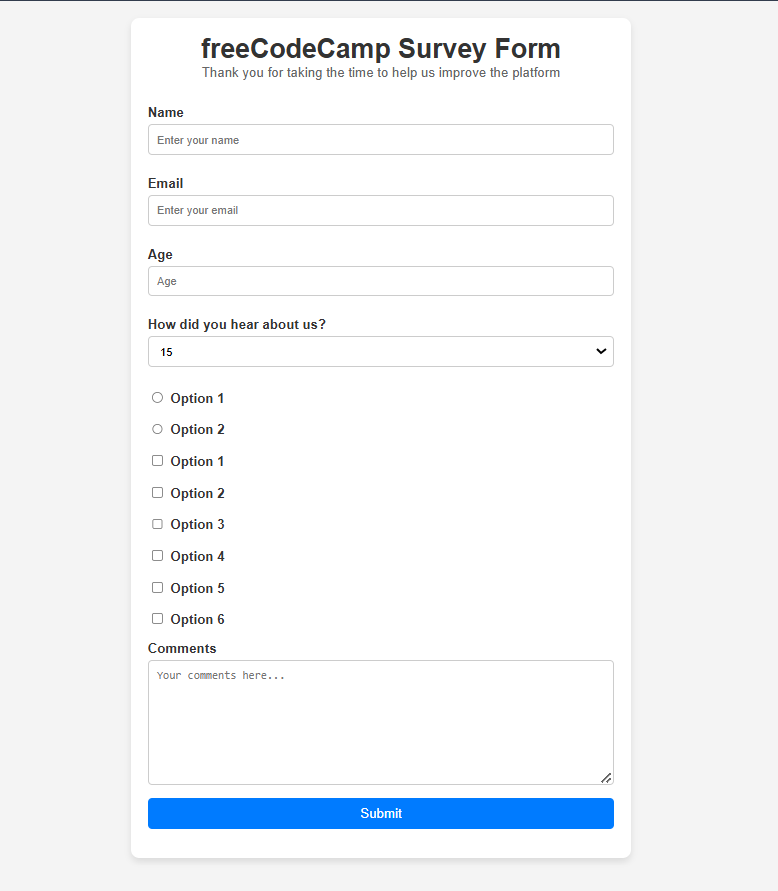 freeCodeCamp Survey Form
Thank you for taking the time to help us improve the platform
Name
Enter your name
Email
Enter your email
Age
Age
How did you hear about us?
15
Option 1
Option 2
Option 1
Option 2
Option 3
Option 4
Option 5
Option 6
Comments
Your comments here...
Submit